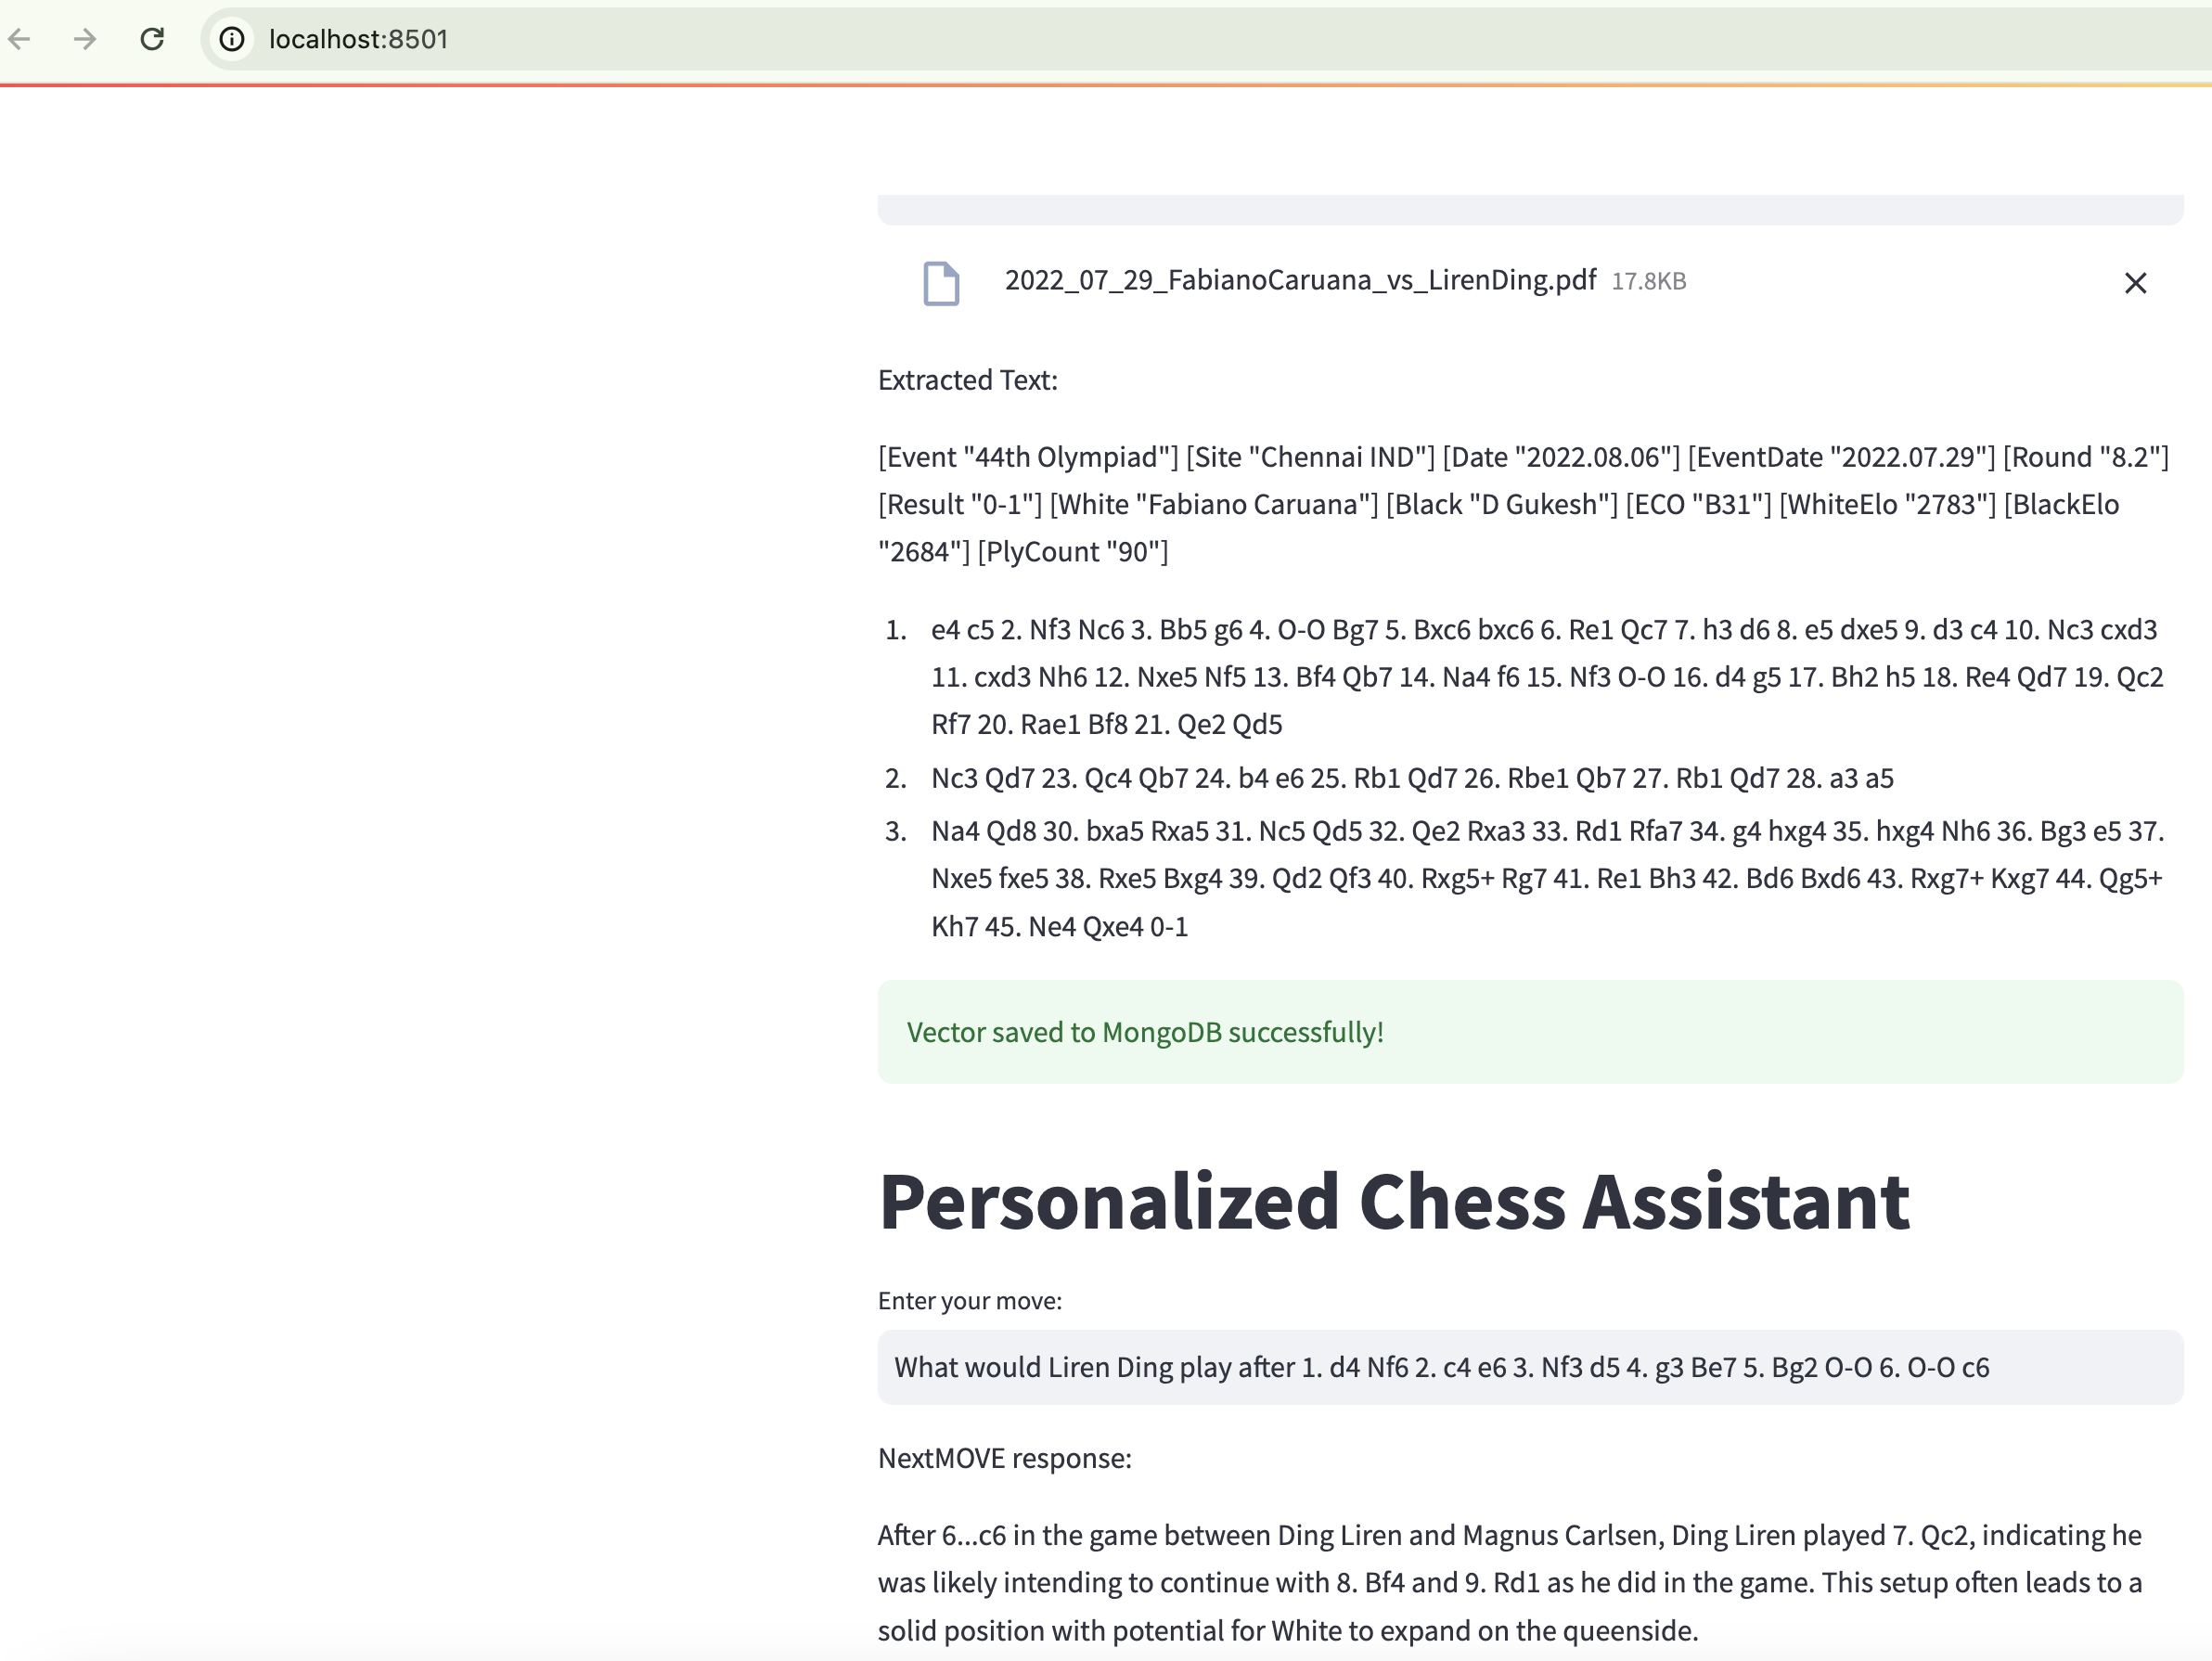 localhost:8501
2022_07_29_FabianoCaruana_vs_LirenDing.pdf 17.8KB
Extracted Text:
[Event "44th Olympiad"] [Site "Chennai IND"] [Date "2022.08.06"] [EventDate "2022.07.29"] [Round "8.2"]
[Result "0-1"] [White "Fabiano Caruana"] [Black "D Gukesh"] [ECO "B31"] [WhiteElo "2783"] [BlackElo
"2684"] [PlyCount "90"]
1. e4 c5 2. Nf3 Nc6 3. Bb5 g6 4. O-O Bg7 5. Bxc6 bxc6 6. Re1 Qc7 7. h3 d6 8. e5 dxe5 9. d3 c4 10. Nc3 cxd3
11. cxd3 Nh6 12. Nxe5 Nf5 13. Bf4 Qb7 14. Na4 f6 15. Nf3 O-O 16. d4 g5 17. Bh2 h5 18. Re4 Qd7 19. Qc2
Rf7 20. Rae1 Bf8 21. Qe2 Qd5
2. Nc3 Qd7 23. Qc4 Qb7 24. b4 e6 25. Rb1 Qd7 26. Rbe1 Qb7 27. Rb1 Qd7 28. a3 a5
3. Na4 Qd8 30. bxa5 Rxa5 31. Nc5 Qd5 32. Qe2 Rxa3 33. Rd1 Rfa7 34. g4 hxg4 35. hxg4 Nh6 36. Bg3 e5 37.
Nxe5 fxe5 38. Rxe5 Bxg4 39. Qd2 Qf3 40. Rxg5+ Rg7 41. Re1 Bh3 42. Bd6 Bxd6 43. Rxg7+ Kxg7 44. Qg5+
Kh7 45. Ne4 Qxe4 0-1
Vector saved to MongoDB successfully!
Personalized Chess Assistant
Enter your move:
What would Liren Ding play after 1. d4 Nf6 2. c4 e6 3. Nf3 d5 4. g3 Be7 5. Bg2 O-O 6. O-O c6
NextMOVE response:
After 6...c6 in the game between Ding Liren and Magnus Carlsen, Ding Liren played 7. Qc2, indicating he
was likely intending to continue with 8. Bf4 and 9. Rd1 as he did in the game. This setup often leads to a
solid position with potential for White to expand on the queenside.